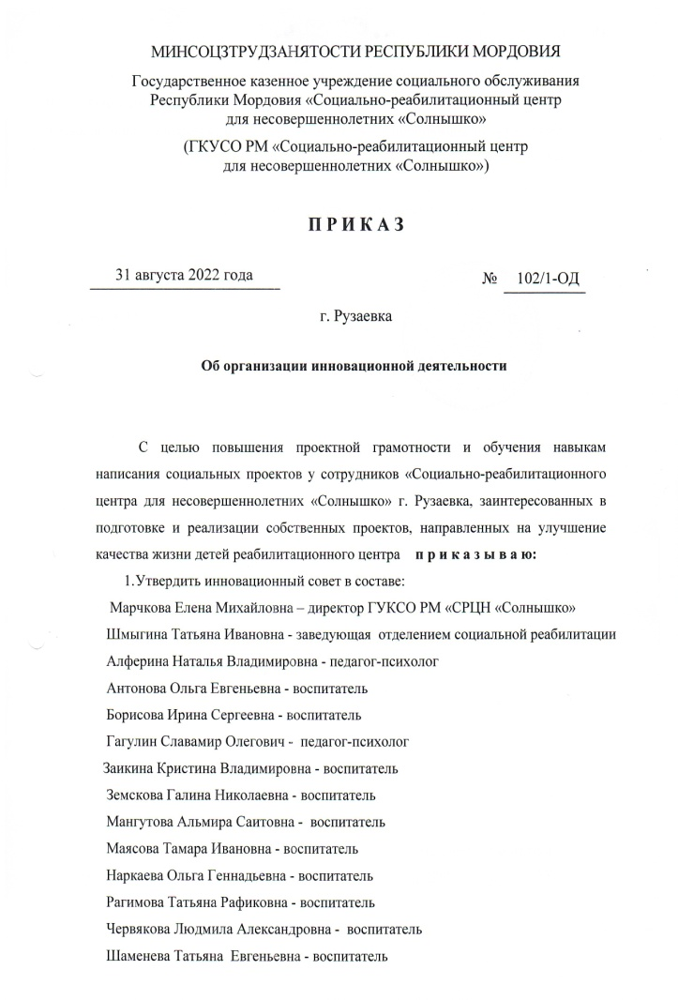 МИНСОЦЗТРУДЗАНЯТОСТИ РЕСПУБЛИКИ МОРДОВИЯ
Государственное казенное учреждение социального обслуживания
Республики Мордовия «Социально-реабилитационный центр
для несовершеннолетних «Солнышко»
(ГКУСО РМ «Социально-реабилитационный центр
для несовершеннолетних «Солнышко»)
П Р И К А З
31 августа 2022 года № 102/1-ОД
г. Рузаевка
Об организации инновационной деятельности
С целью повышения проектной грамотности и обучения навыкам
написания социальных проектов у сотрудников «Социально-реабилитационного
центра для несовершеннолетних «Солнышко» г. Рузаевка, заинтересованных в
подготовке и реализации собственных проектов, направленных на улучшение
качества жизни детей реабилитационного центра п р и к а з ы в а ю:
1.Утвердить инновационный совет в составе:
Марчкова Елена Михайловна – директор ГУКСО РМ «СРЦН «Солнышко»
Шмыгина Татьяна Ивановна - заведующая отделением социальной реабилитации
Алферина Наталья Владимировна - педагог-психолог
Антонова Ольга Евгеньевна - воспитатель
Борисова Ирина Сергеевна - воспитатель
Гагулин Славамир Олегович - педагог-психолог
Заикина Кристина Владимировна - воспитатель
Земскова Галина Николаевна - воспитатель
Мангутова Альмира Саитовна - воспитатель
Маясова Тамара Ивановна - воспитатель
Наркаева Ольга Геннадьевна - воспитатель
Рагимова Татьяна Рафиковна - воспитатель
Червякова Людмила Александровна - воспитатель
Шаменева Татьяна Евгеньевна - воспитатель